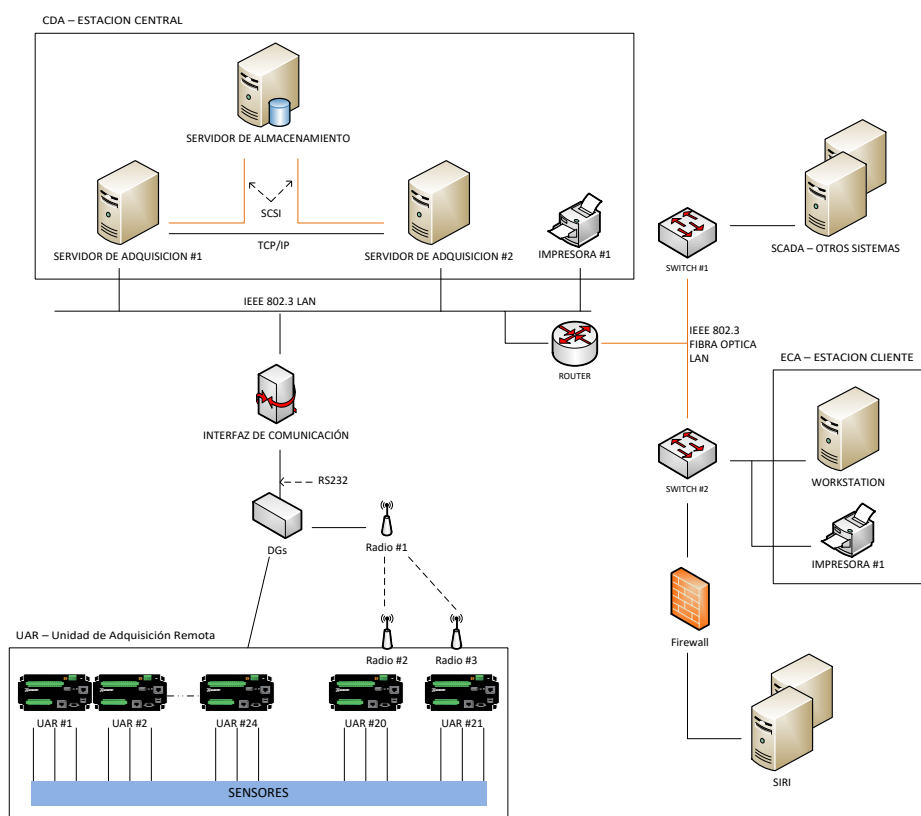 CDA – ESTACION CENTRAL
SERVIDOR DE ALMACENAMIENTO
SCSI
TCP/IP
SERVIDOR DE ADQUISICION #1
SERVIDOR DE ADQUISICION #2
IMPRESORA #1
SWITCH #1
SCADA – OTROS SISTEMAS
IEEE 802.3 LAN
ROUTER
IEEE 802.3
FIBRA OPTICA
LAN
ECA – ESTACION CLIENTE
WORKSTATION
IMPRESORA #1
SWITCH #2
INTERFAZ DE COMUNICACIÓN
RS232
DGs
Radio #1
Firewall
SIRI
UAR – Unidad de Adquisición Remota
Radio #2
Radio #3
UAR #1
UAR #2
UAR #24
UAR #20
UAR #21
SENSORES